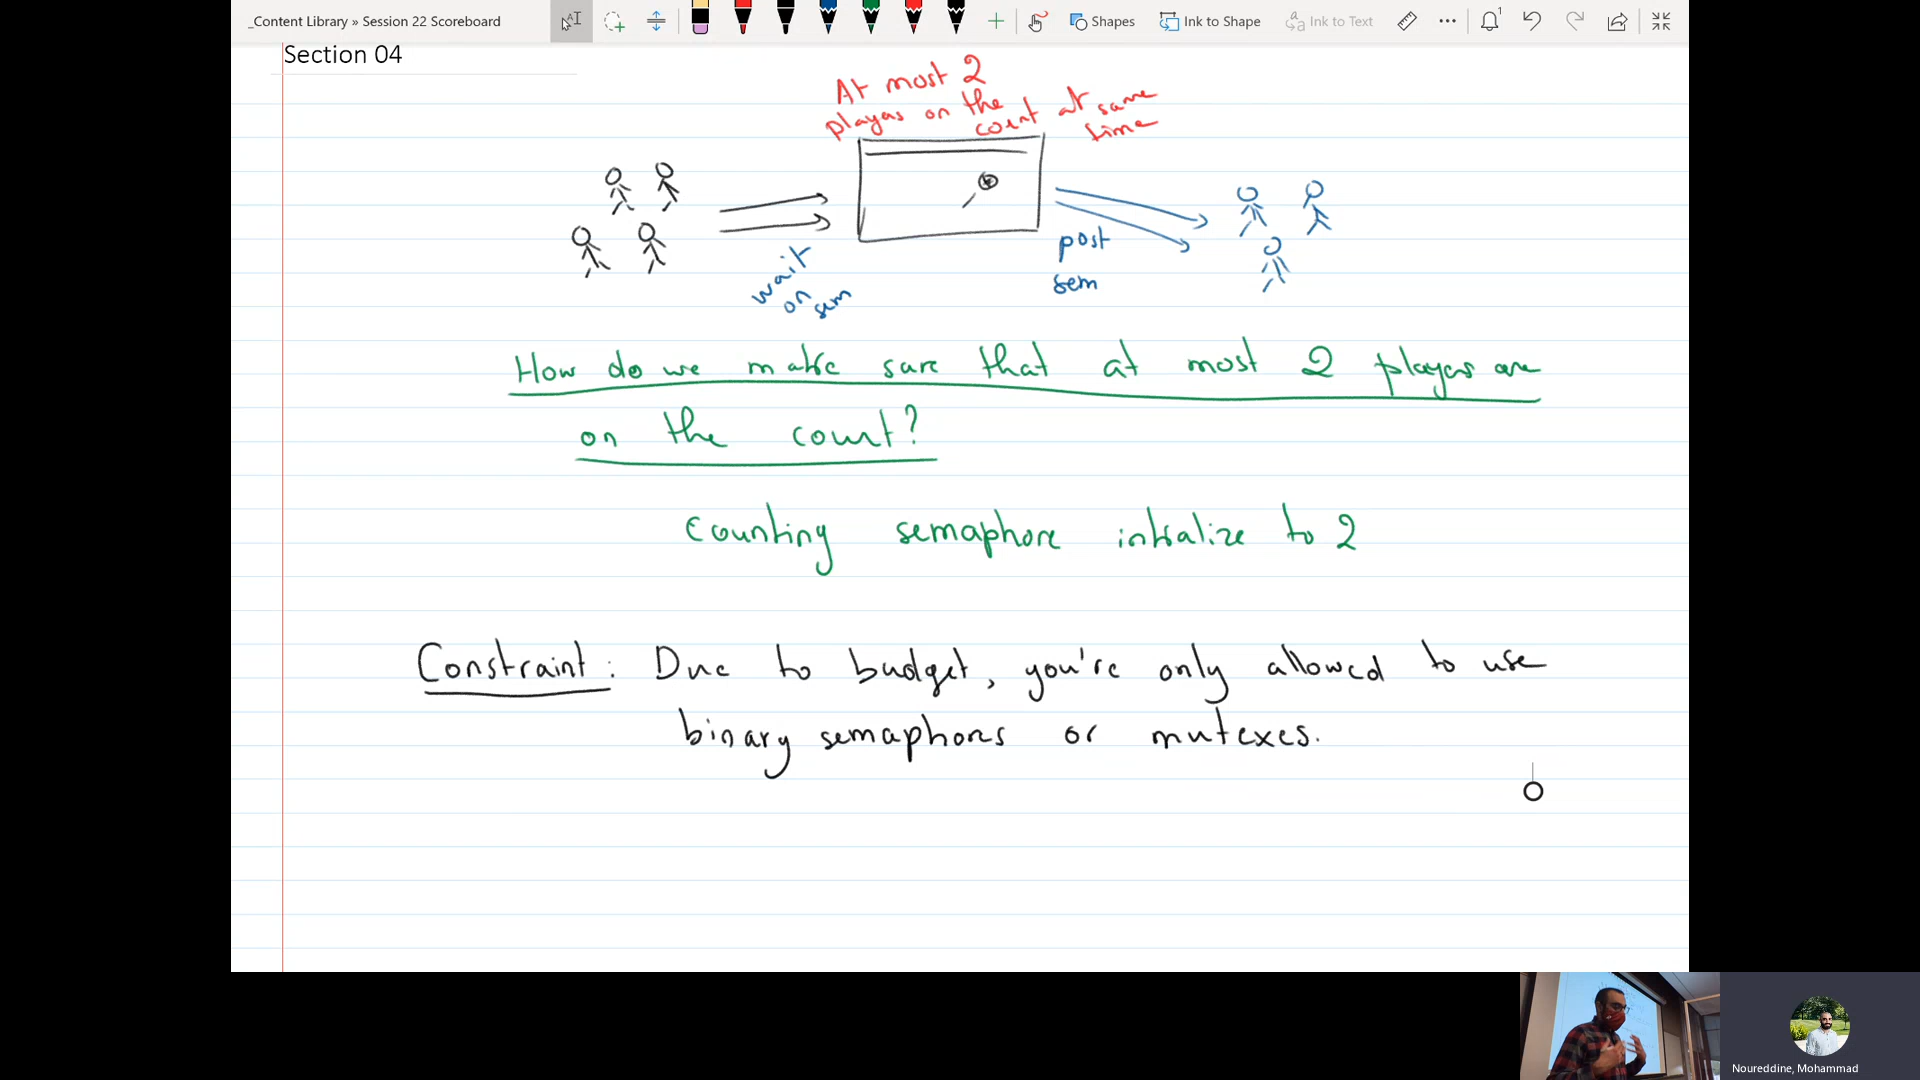 _Content Library » Session 22 Scoreboard
Shapes
Ink to Shape
Ink to Text
1
Section 04
At most 2
players on the
court at same
time
wait
on
sem
post
sem
How do we make sure that at most 2 players are
on the court?
Counting semaphore initialize to 2
Constraint: Due to budget, you're only allowed to use
binary semaphores or mutexes.
Noureddine, Mohammad